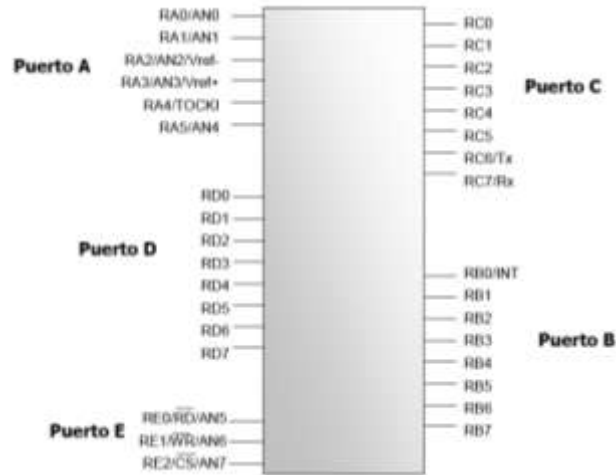 Puerto A
RA0/AN0
RA1/AN1
RA2/AN2/Vref-
RA3/AN3/Vref+
RA4/TOCKI
RA5/AN4
Puerto D
RD0
RD1
RD2
RD3
RD4
RD5
RD6
RD7
Puerto E
RE0/RD/AN5
RE1/WR/AN6
RE2/CS/AN7
RC0
RC1
RC2
RC3
RC4
RC5
RC6/Tx
RC7/Rx
Puerto C
RB0/INT
RB1
RB2
RB3
RB4
RB5
RB6
RB7
Puerto B